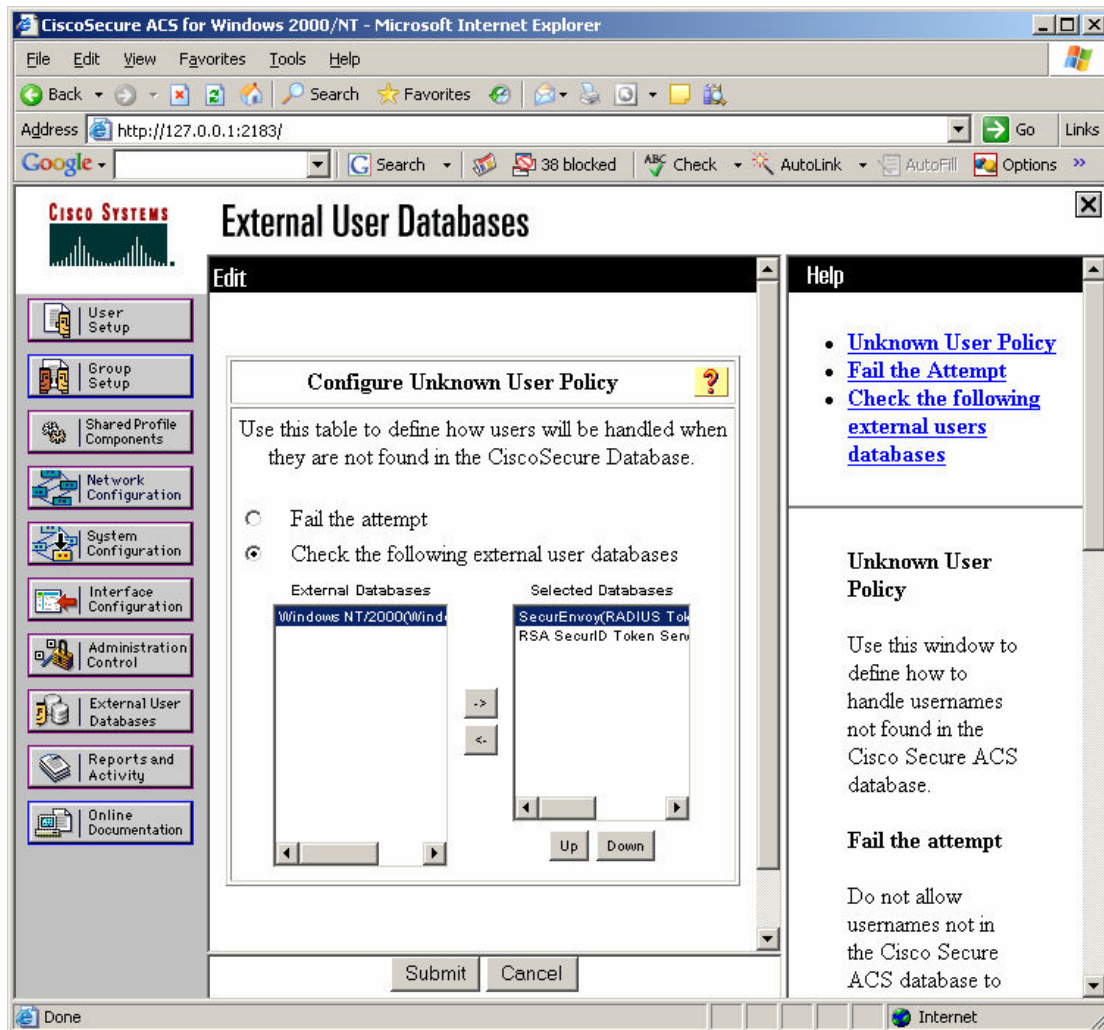 CiscoSecure ACS for Windows 2000/NT - Microsoft Internet Explorer
File Edit View Favorites Tools Help
Back Search Favorites
Address http://127.0.0.1:2183/ Go Links
Google Search 38 blocked ABC Check AutoLink AutoFill Options »
CISCO SYSTEMS
External User Databases
Edit
Help
User Setup
Group Setup
Shared Profile Components
Network Configuration
System Configuration
Interface Configuration
Administration Control
External User Databases
Reports and Activity
Online Documentation
Configure Unknown User Policy ?
Use this table to define how users will be handled when
they are not found in the CiscoSecure Database.
Fail the attempt
Check the following external user databases
External Databases
Windows NT/2000(Wind
->
<-
Selected Databases
SecurEnvoy(RADIUS Tok
RSA SecurID Token Serv
Up Down
Submit Cancel
Unknown User Policy
Fail the Attempt
Check the following
external users
databases
Unknown User
Policy
Use this window to
define how to
handle usernames
not found in the
Cisco Secure ACS
database.
Fail the attempt
Do not allow
usernames not in
the Cisco Secure
ACS database to
Done
Internet